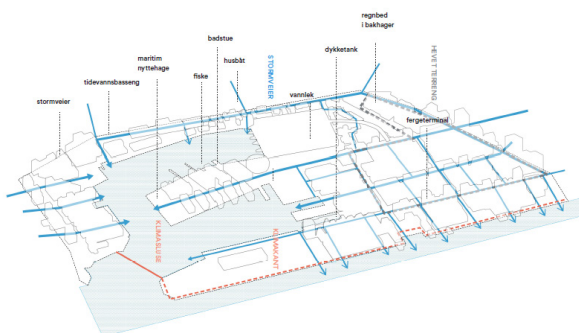 regnbed
i bakhager
badstue
dykketank
maritim
nyttehage
husbåt
fiske
tidevannsbasseng
stormveier
STORMVEIER
vannlek
HEVET TERRENG
fergeterminal
KLIMASLUSE
KLIMAKANT